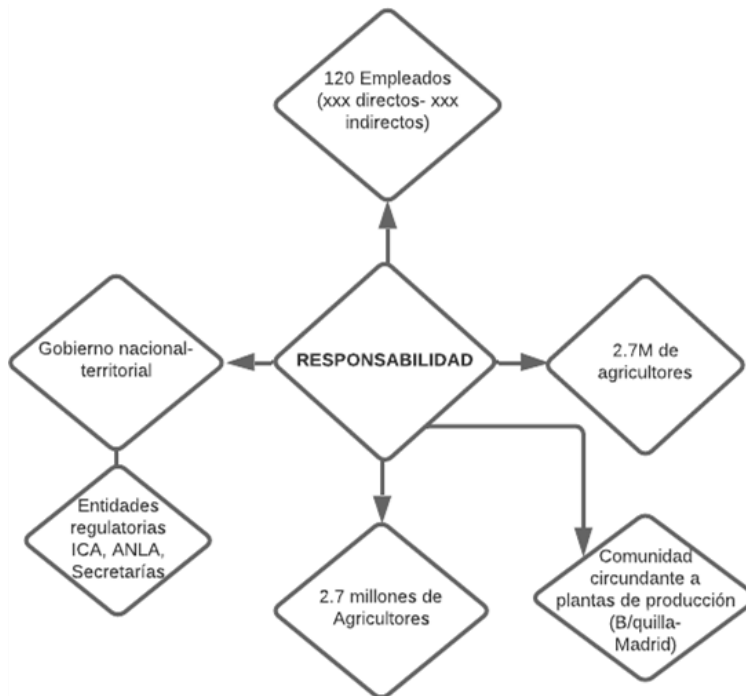 120 Empleados
(xxx directos- xxx
indirectos)
Gobierno nacional-
territorial
RESPONSABILIDAD
2.7M de
agricultores
Entidades
regulatorias
ICA, ANLA,
Secretarías
2.7 millones de
Agricultores
Comunidad
circundante a
plantas de producción
(B/quilla-
Madrid)